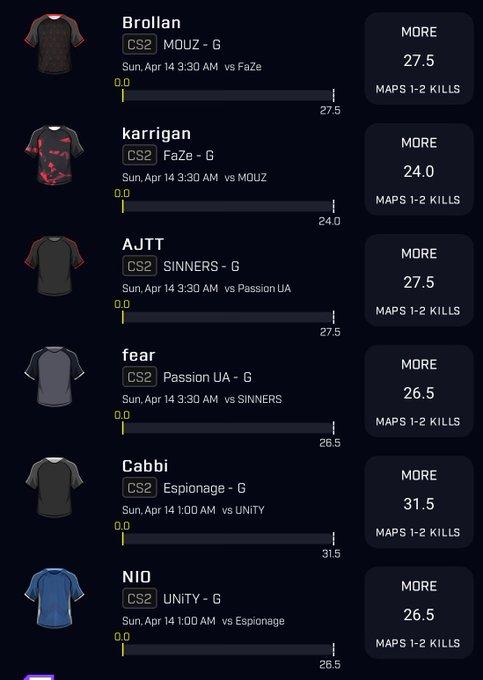 Brollan
CS2 MOUZ - G
Sun, Apr 14 3:30 AM vs FaZe
0.0
27.5
MORE
27.5
MAPS 1-2 KILLS
karrigan
CS2 FaZe - G
Sun, Apr 14 3:30 AM vs MOUZ
0.0
24.0
MORE
24.0
MAPS 1-2 KILLS
AJTT
CS2 SINNERS - G
Sun, Apr 14 3:30 AM vs Passion UA
0.0
27.5
MORE
27.5
MAPS 1-2 KILLS
fear
CS2 Passion UA - G
Sun, Apr 14 3:30 AM vs SINNERS
0.0
26.5
MORE
26.5
MAPS 1-2 KILLS
Cabbi
CS2 Espionage - G
Sun, Apr 14 1:00 AM vs UNiTY
0.0
31.5
MORE
31.5
MAPS 1-2 KILLS
NIO
CS2 UNiTY - G
Sun, Apr 14 1:00 AM vs Espionage
0.0
26.5
MORE
26.5
MAPS 1-2 KILLS